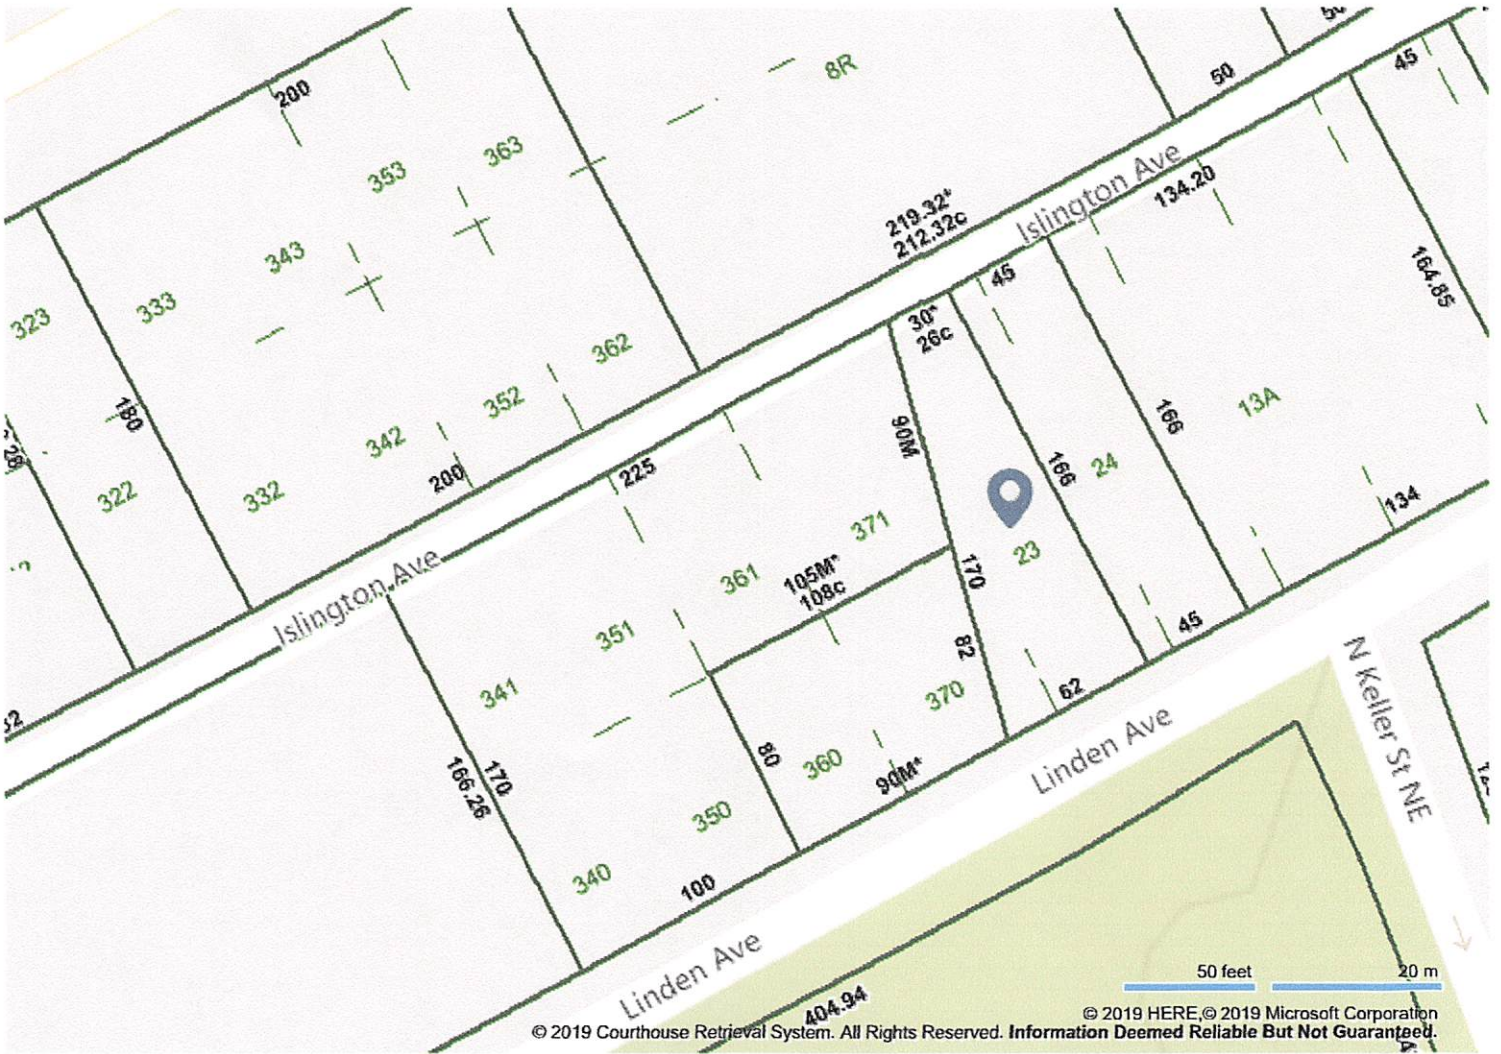 50
45
50
200
8R
363
353
Islington Ave
134.20
219.32*
212.32c
343
45
164.85
333
323
30*
26c
362
180
28
352
342
90M
166
13A
166
24
225
200
332
322
371
134
23
105M*
108c
361
170
Islington Ave
351
82
45
341
370
62
N Keller St NE
Linden Ave
80
360
90M*
170
166.26
350
340
100
Linden Ave
50 feet
20 m
404.94
© 2019 HERE, © 2019 Microsoft Corporation
© 2019 Courthouse Retrieval System. All Rights Reserved. Information Deemed Reliable But Not Guaranteed.